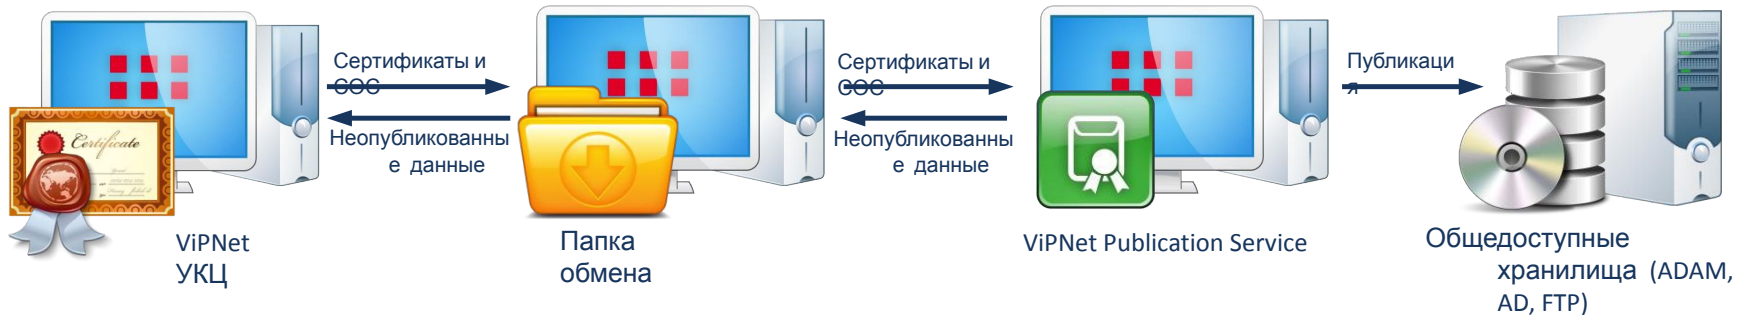 Сертификаты и
СОС
Неопубликованны
е данные
Сертификаты и
СОС
Неопубликованны
е данные
Публикаци
я
Certificate
ViPNet
УКЦ
Папка
обмена
ViPNet Publication Service
Общедоступные
хранилища (ADAM,
AD, FTP)